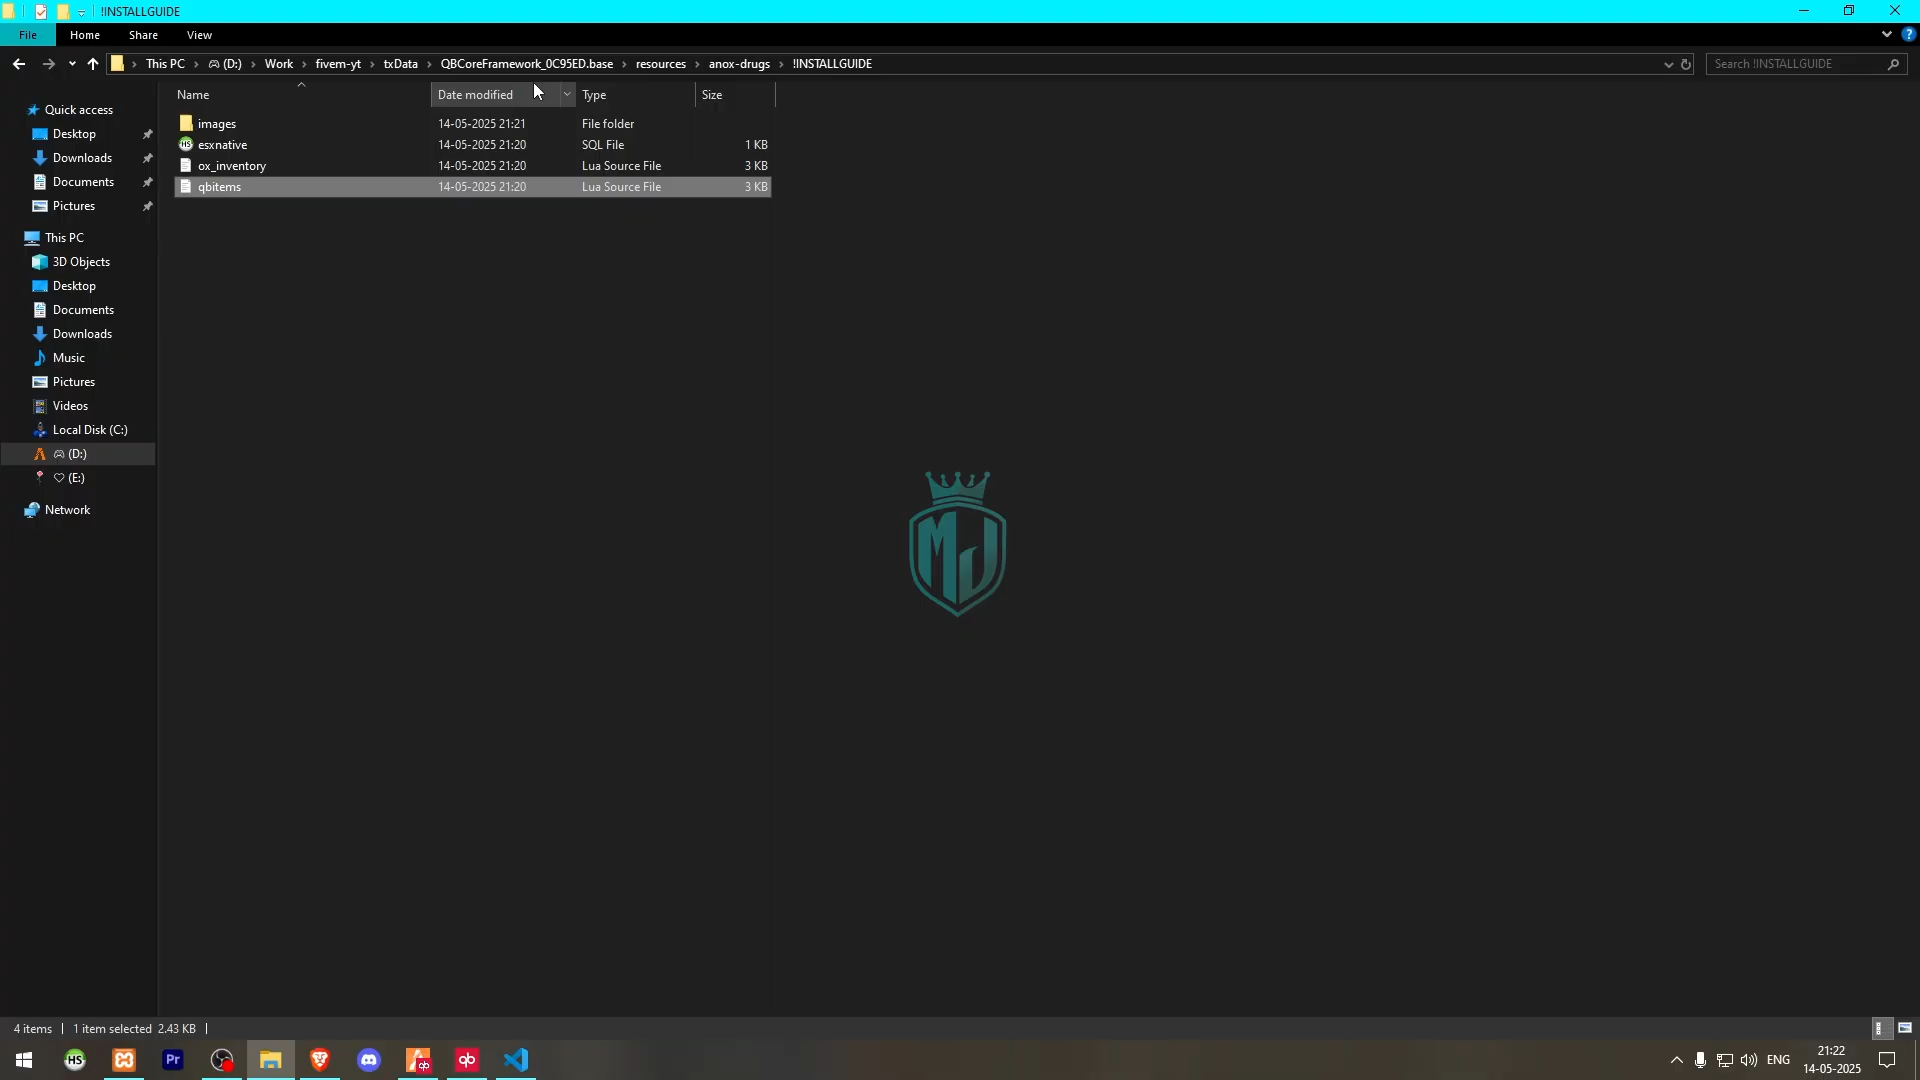 !INSTALLGUIDE
File Home Share View
This PC (D:) Work fivem-yt txData QBCoreFramework_0C95ED.base resources anox-drugs !INSTALLGUIDE
Search !INSTALLGUIDE
Name Date modified Type Size
images 14-05-2025 21:21 File folder
esxnative 14-05-2025 21:20 SQL File 1 KB
ox_inventory 14-05-2025 21:20 Lua Source File 3 KB
qbitems 14-05-2025 21:20 Lua Source File 3 KB
Quick access
Desktop
Downloads
Documents
Pictures
This PC
3D Objects
Desktop
Documents
Downloads
Music
Pictures
Videos
Local Disk (C:)
(D:)
(E:)
Network
MJ
4 items 1 item selected 2.43 KB
HS Pr qb qb ENG 21:22
14-05-2025